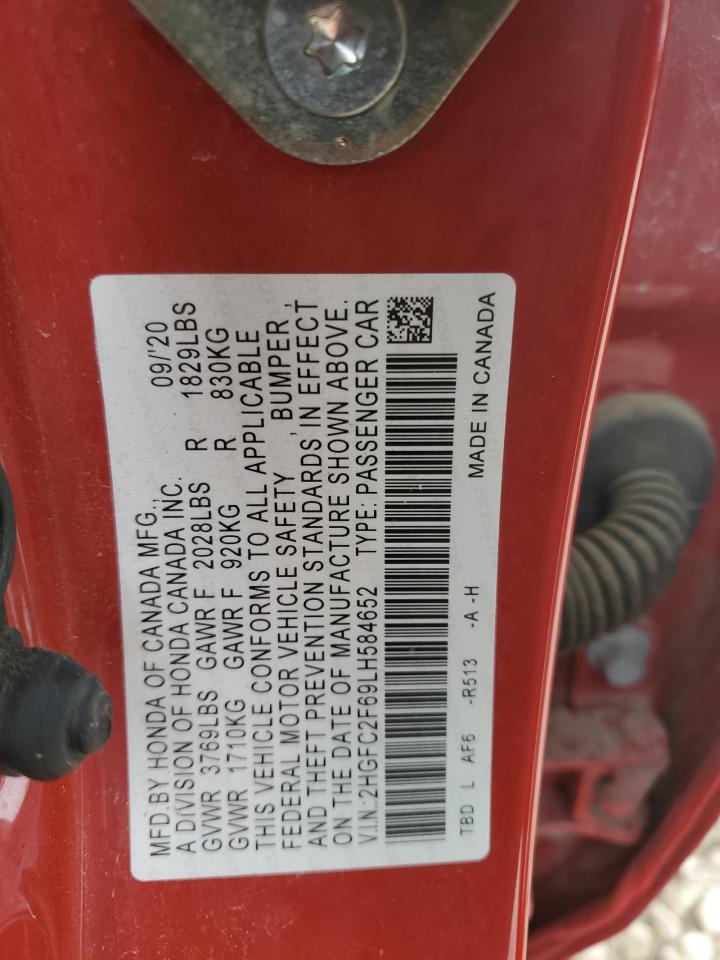 MFD.BY HONDA OF CANADA MFG., 09/'20
A DIVISION OF HONDA CANADA INC.
GVWR 3769LBS GAWR F 2028LBS R 1829LBS
GVWR 1710KG GAWR F 920KG R 830KG
THIS VEHICLE CONFORMS TO ALL APPLICABLE
FEDERAL MOTOR VEHICLE SAFETY , BUMPER ,
AND THEFT PREVENTION STANDARDS IN EFFECT
ON THE DATE OF MANUFACTURE SHOWN ABOVE.
V.I.N.:2HGFC2F69LH584652 TYPE: PASSENGER CAR
TBD L AF6 -R513 -A -H MADE IN CANADA